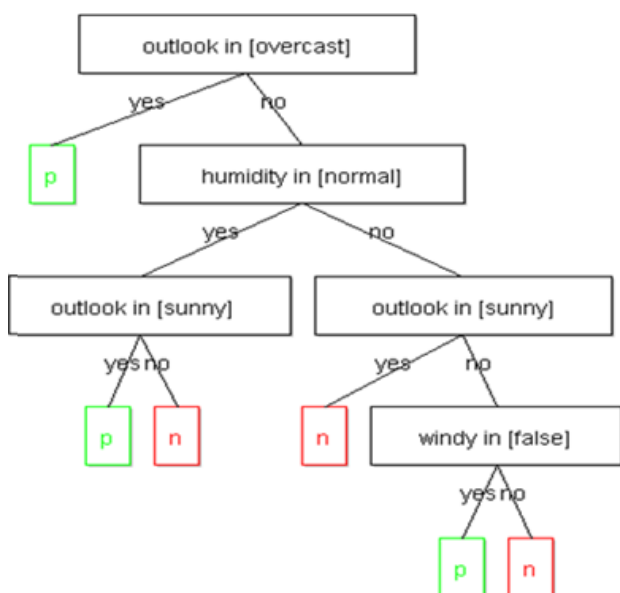 outlook in [overcast]
yes no
p
humidity in [normal]
yes no
outlook in [sunny]
outlook in [sunny]
yes no
yes no
p
n
n
windy in [false]
yes no
p
n